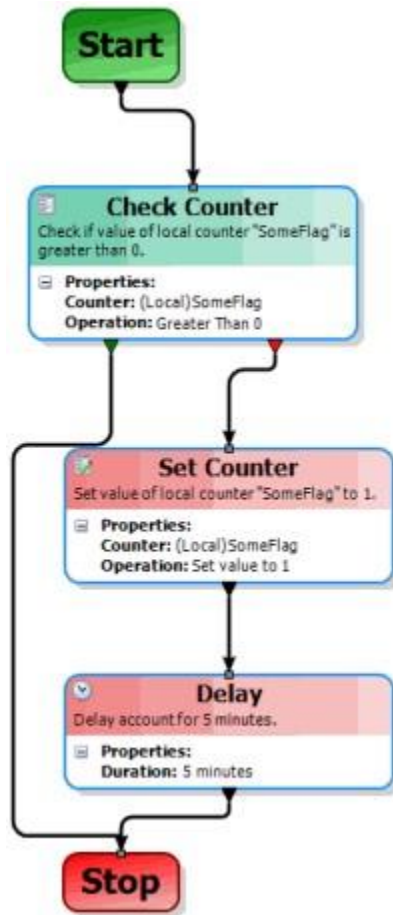 Start
Check Counter
Check if value of local counter "SomeFlag" is
greater than 0.
Properties:
Counter: (Local)SomeFlag
Operation: Greater Than 0
Set Counter
Set value of local counter "SomeFlag" to 1.
Properties:
Counter: (Local)SomeFlag
Operation: Set value to 1
Delay
Delay account for 5 minutes.
Properties:
Duration: 5 minutes
Stop